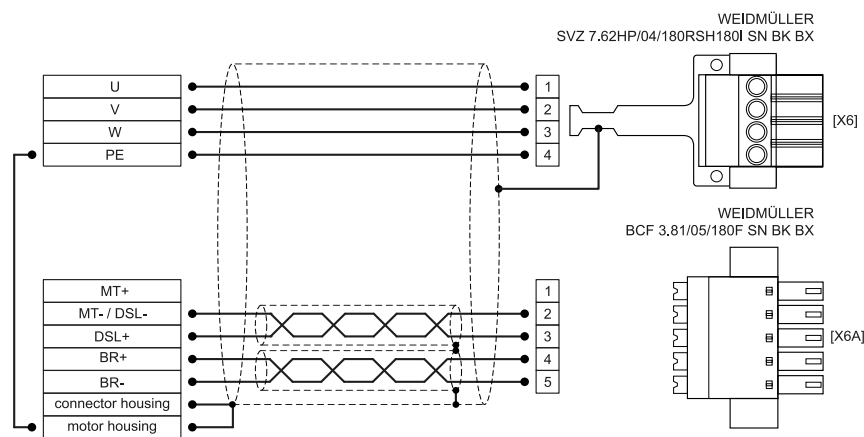 WEIDMÜLLER
SVZ 7.62HP/04/180RSH180I SN BK BX
U
V
W
PE
1
2
3
4
[X6]
WEIDMÜLLER
BCF 3.81/05/180F SN BK BX
MT+
MT- / DSL-
DSL+
BR+
BR-
connector housing
motor housing
1
2
3
4
5
[X6A]